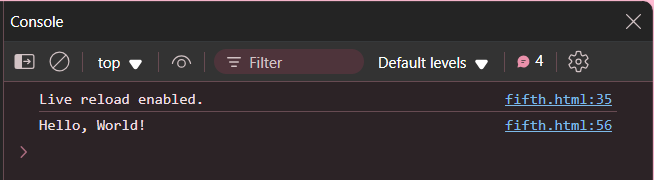 Console
top Filter Default levels 4
Live reload enabled. fifth.html:35
Hello, World! fifth.html:56